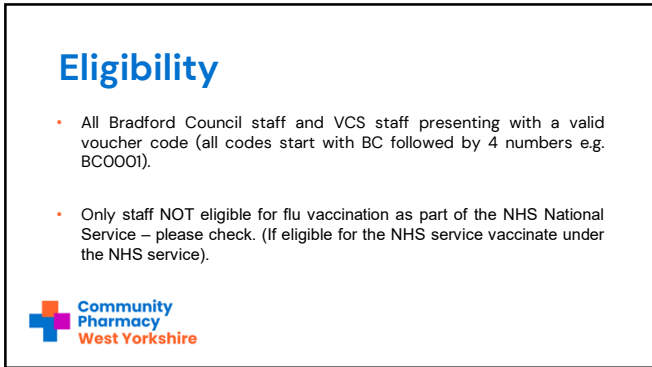 Eligibility
• All Bradford Council staff and VCS staff presenting with a valid
voucher code (all codes start with BC followed by 4 numbers e.g.
BC0001).
• Only staff NOT eligible for flu vaccination as part of the NHS National
Service – please check. (If eligible for the NHS service vaccinate under
the NHS service).
Community
Pharmacy
West Yorkshire